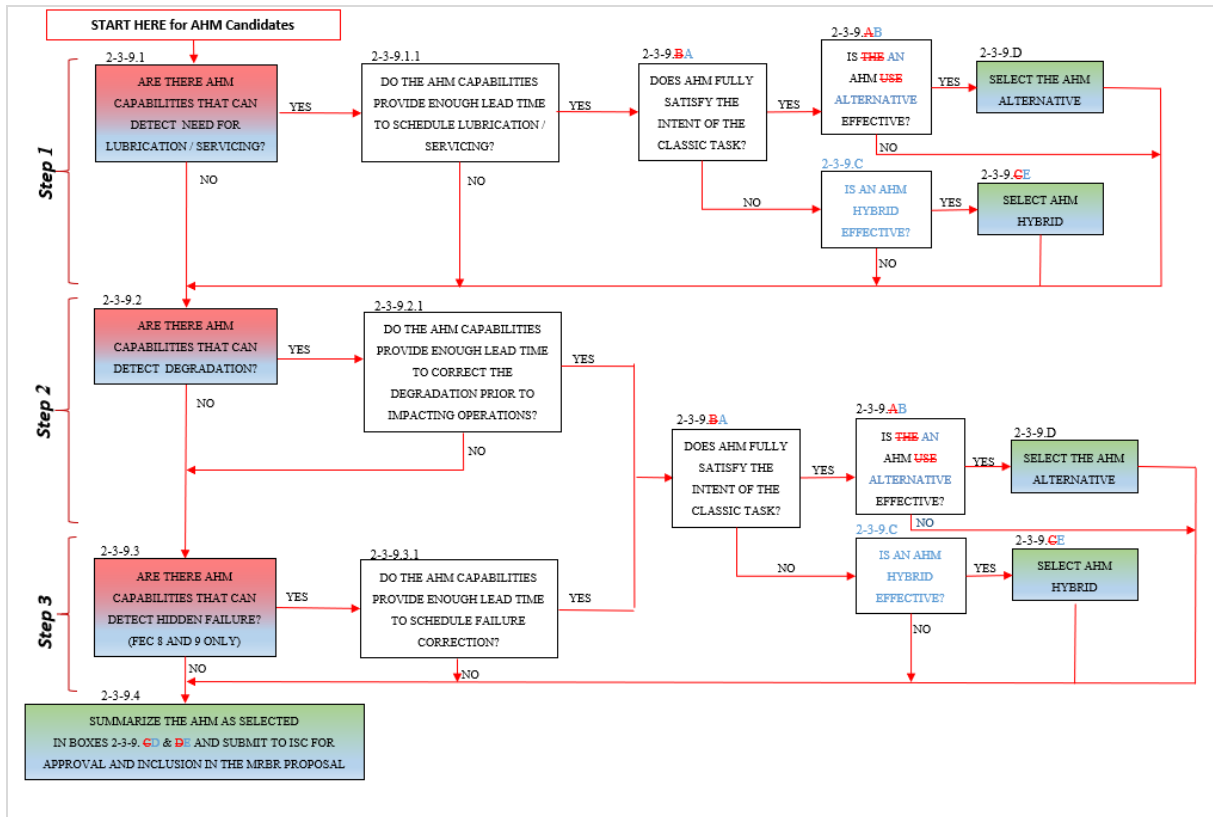 START HERE for AHM Candidates
Step 1
2-3-9.1
ARE THERE AHM
CAPABILITIES THAT CAN
DETECT NEED FOR
LUBRICATION / SERVICING?
YES
NO
2-3-9.1.1
DO THE AHM CAPABILITIES
PROVIDE ENOUGH LEAD TIME
TO SCHEDULE LUBRICATION /
SERVICING?
YES
NO
2-3-9.BA
DOES AHM FULLY
SATISFY THE
INTENT OF THE
CLASSIC TASK?
YES
NO
2-3-9.AB
IS THE AN
AHM USE
ALTERNATIVE
EFFECTIVE?
YES
NO
2-3-9.D
SELECT THE AHM
ALTERNATIVE
2-3-9.C
IS AN AHM
HYBRID
EFFECTIVE?
YES
NO
2-3-9.CE
SELECT AHM
HYBRID
Step 2
2-3-9.2
ARE THERE AHM
CAPABILITIES THAT CAN
DETECT DEGRADATION?
YES
NO
2-3-9.2.1
DO THE AHM CAPABILITIES
PROVIDE ENOUGH LEAD TIME
TO CORRECT THE
DEGRADATION PRIOR TO
IMPACTING OPERATIONS?
YES
NO
2-3-9.BA
DOES AHM FULLY
SATISFY THE
INTENT OF THE
CLASSIC TASK?
YES
NO
2-3-9.AB
IS THE AN
AHM USE
ALTERNATIVE
EFFECTIVE?
YES
NO
2-3-9.D
SELECT THE AHM
ALTERNATIVE
2-3-9.C
IS AN AHM
HYBRID
EFFECTIVE?
YES
NO
2-3-9.CE
SELECT AHM
HYBRID
Step 3
2-3-9.3
ARE THERE AHM
CAPABILITIES THAT CAN
DETECT HIDDEN FAILURE?
(FEC 8 AND 9 ONLY)
YES
NO
2-3-9.3.1
DO THE AHM CAPABILITIES
PROVIDE ENOUGH LEAD TIME
TO SCHEDULE FAILURE
CORRECTION?
YES
NO
2-3-9.4
SUMMARIZE THE AHM AS SELECTED
IN BOXES 2-3-9. CD & DE AND SUBMIT TO ISC FOR
APPROVAL AND INCLUSION IN THE MRBR PROPOSAL